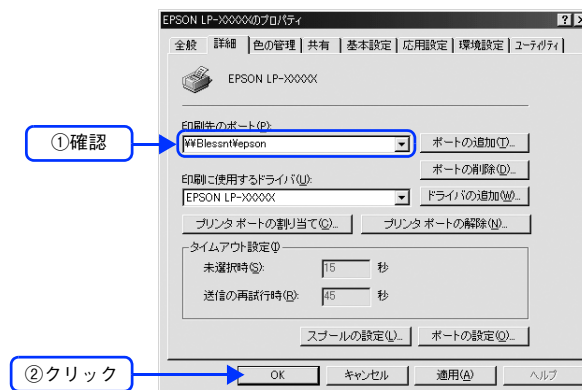 EPSON LP-XXXXXのプロパティ
全般 詳細 色の管理 共有 基本設定 応用設定 環境設定 ユーティリティ
EPSON LP-XXXXX
印刷先のポート(P):
①確認
¥¥Blessnt¥epson ポートの追加(T)...
ポートの削除(D)...
印刷に使用するドライバ(U):
EPSON LP-XXXXX ドライバの追加(W)...
プリンタ ポートの割り当て(C)... プリンタ ポートの解除(N)...
タイムアウト設定①
未選択時(S): 15 秒
送信の再試行時(R): 45 秒
スプールの設定(L)... ポートの設定(O)...
②クリック
OK キャンセル 適用(A) ヘルプ